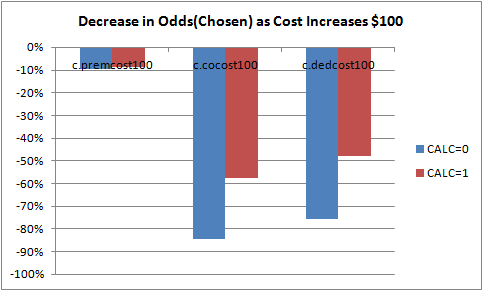 Decrease in Odds(Chosen) as Cost Increases $100
0%
-10%
-20%
-30%
-40%
-50%
-60%
-70%
-80%
-90%
-100%
c.premcost100
c.cocost100
c.dedcost100
CALC=0
CALC=1